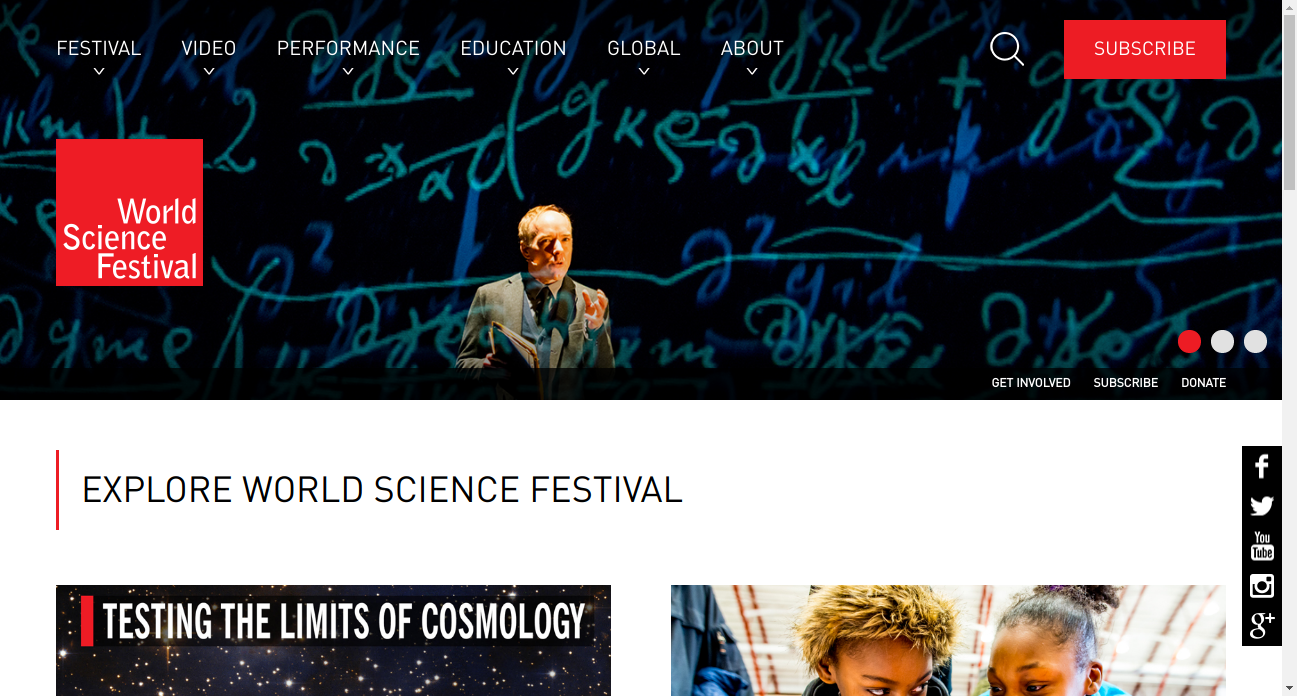 FESTIVAL VIDEO PERFORMANCE EDUCATION GLOBAL ABOUT SUBSCRIBE
World
Science
Festival
GET INVOLVED SUBSCRIBE DONATE
EXPLORE WORLD SCIENCE FESTIVAL
TESTING THE LIMITS OF COSMOLOGY
You
Tube
g+